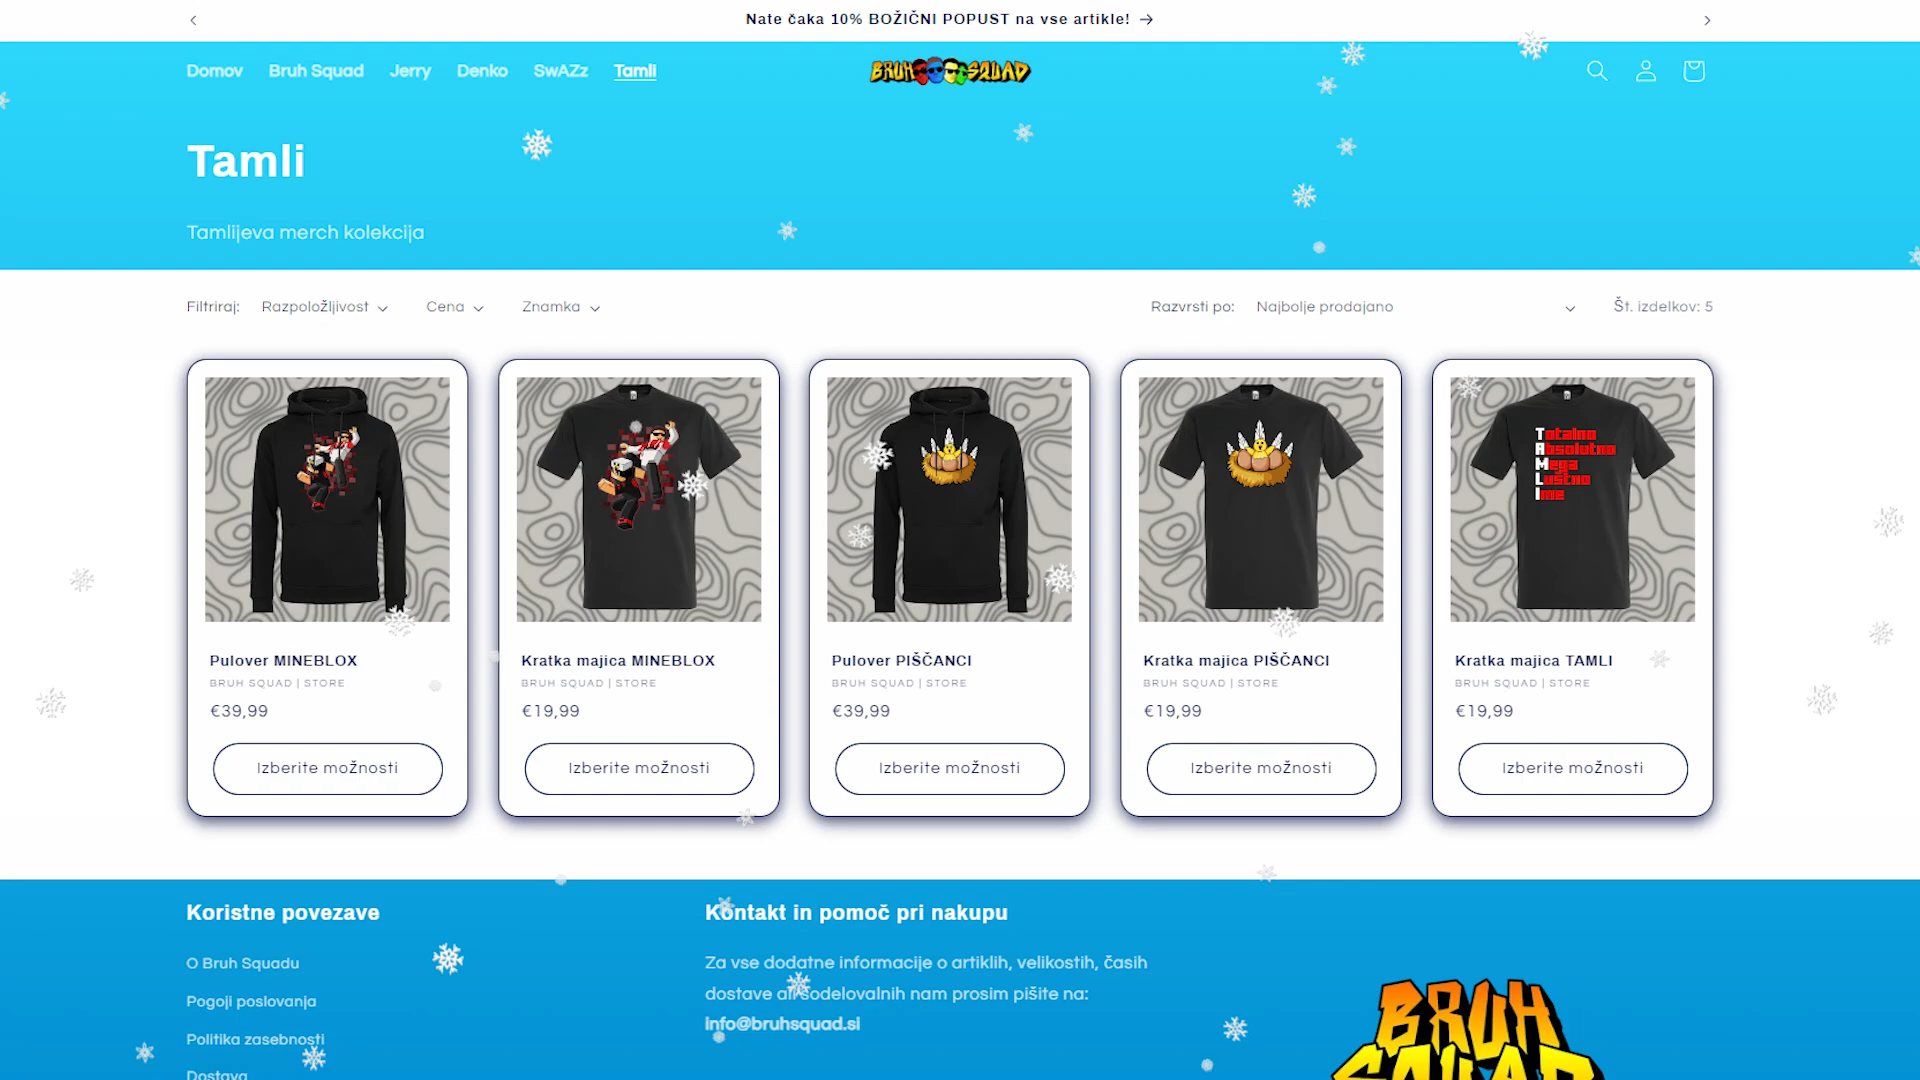 Nate čaka 10% BOŽIČNI POPUST na vse artikle!
Domov Bruh Squad Jerry Denko SwAZz Tamli
BRUH SQUAD
Tamli
Tamlijeva merch kolekcija
Filtriraj: Razpoložljivost Cena Znamka Razvrsti po: Najbolje prodajano Št. izdelkov: 5
Totalno
Absolutno
Mega
Luštno
Ime
Pulover MINEBLOX
BRUH SQUAD | STORE
€39,99
Izberite možnosti
Kratka majica MINEBLOX
BRUH SQUAD | STORE
€19,99
Izberite možnosti
Pulover PIŠČANCI
BRUH SQUAD | STORE
€39,99
Izberite možnosti
Kratka majica PIŠČANCI
BRUH SQUAD | STORE
€19,99
Izberite možnosti
Kratka majica TAMLI
BRUH SQUAD | STORE
€19,99
Izberite možnosti
Koristne povezave
O Bruh Squadu
Pogoji poslovanja
Politika zasebnosti
Dostava
Kontakt in pomoč pri nakupu
Za vse dodatne informacije o artiklih, velikostih, časih
dostave ali sodelovalnih nam prosim pišite na:
info@bruhsquad.si
BRUH
SQUAD